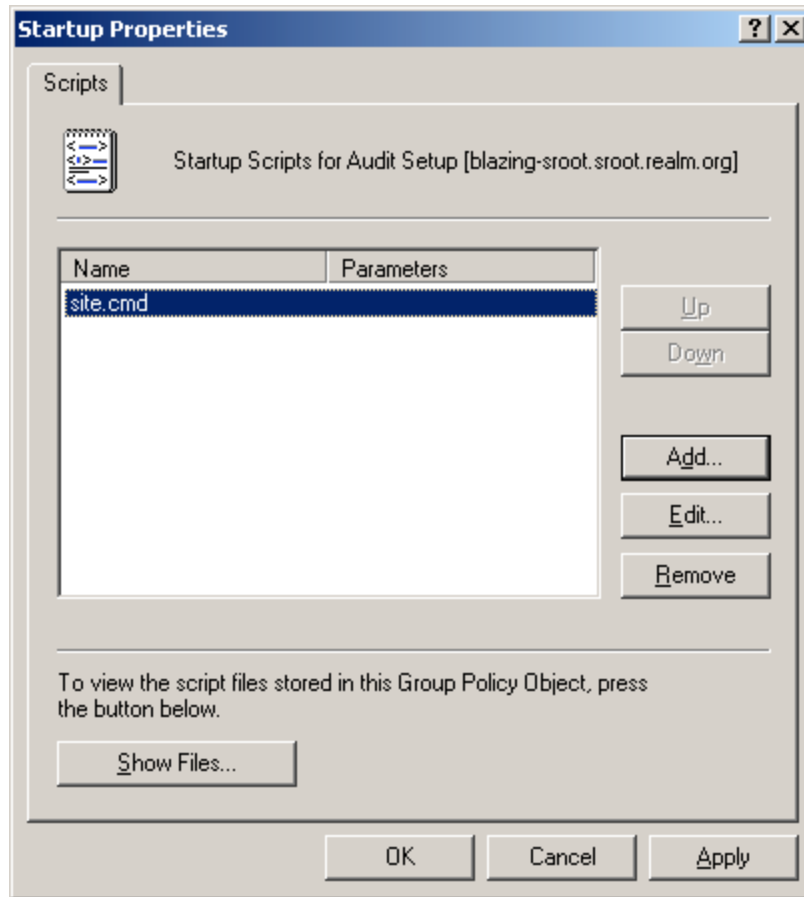 Startup Properties
Scripts
Startup Scripts for Audit Setup [blazing-sroot.sroot.realm.org]
Name Parameters
site.cmd
Up
Down
Add...
Edit...
Remove
To view the script files stored in this Group Policy Object, press
the button below.
Show Files...
OK Cancel Apply